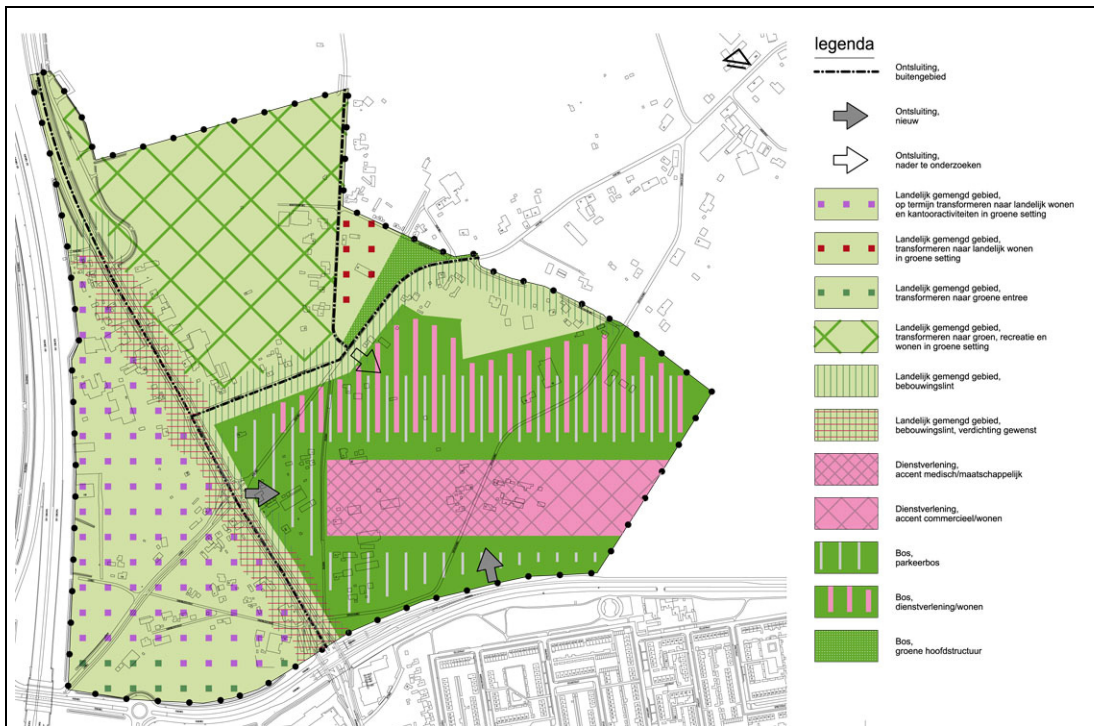 legenda
Ontsluiting,
buitengebied
Ontsluiting,
nieuw
Ontsluiting,
nader te onderzoeken
Landelijk gemengd gebied,
op termijn transformeren naar landelijk wonen
en kantooractiviteiten in groene setting
Landelijk gemengd gebied,
transformeren naar landelijk wonen
in groene setting
Landelijk gemengd gebied,
transformeren naar groene entree
Landelijk gemengd gebied,
transformeren naar groen, recreatie en
wonen in groene setting
Landelijk gemengd gebied,
bebouwingslint
Landelijk gemengd gebied,
bebouwingslint, verdichting gewenst
Dienstverlening,
accent medisch/maatschappelijk
Dienstverlening,
accent commercieel/wonen
Bos,
parkeerbos
Bos,
dienstverlening/wonen
Bos,
groene hoofdstructuur